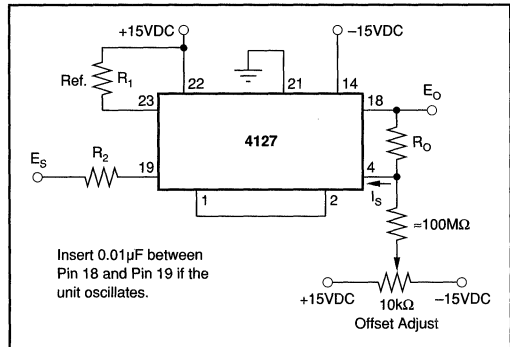 +15VDC
–15VDC
Ref.
R1
23
22
21
14
18
EO
4127
RO
ES
R2
19
4
IS
1
2
≈100MΩ
Insert 0.01µF between
Pin 18 and Pin 19 if the
unit oscillates.
+15VDC
10kΩ
–15VDC
Offset Adjust